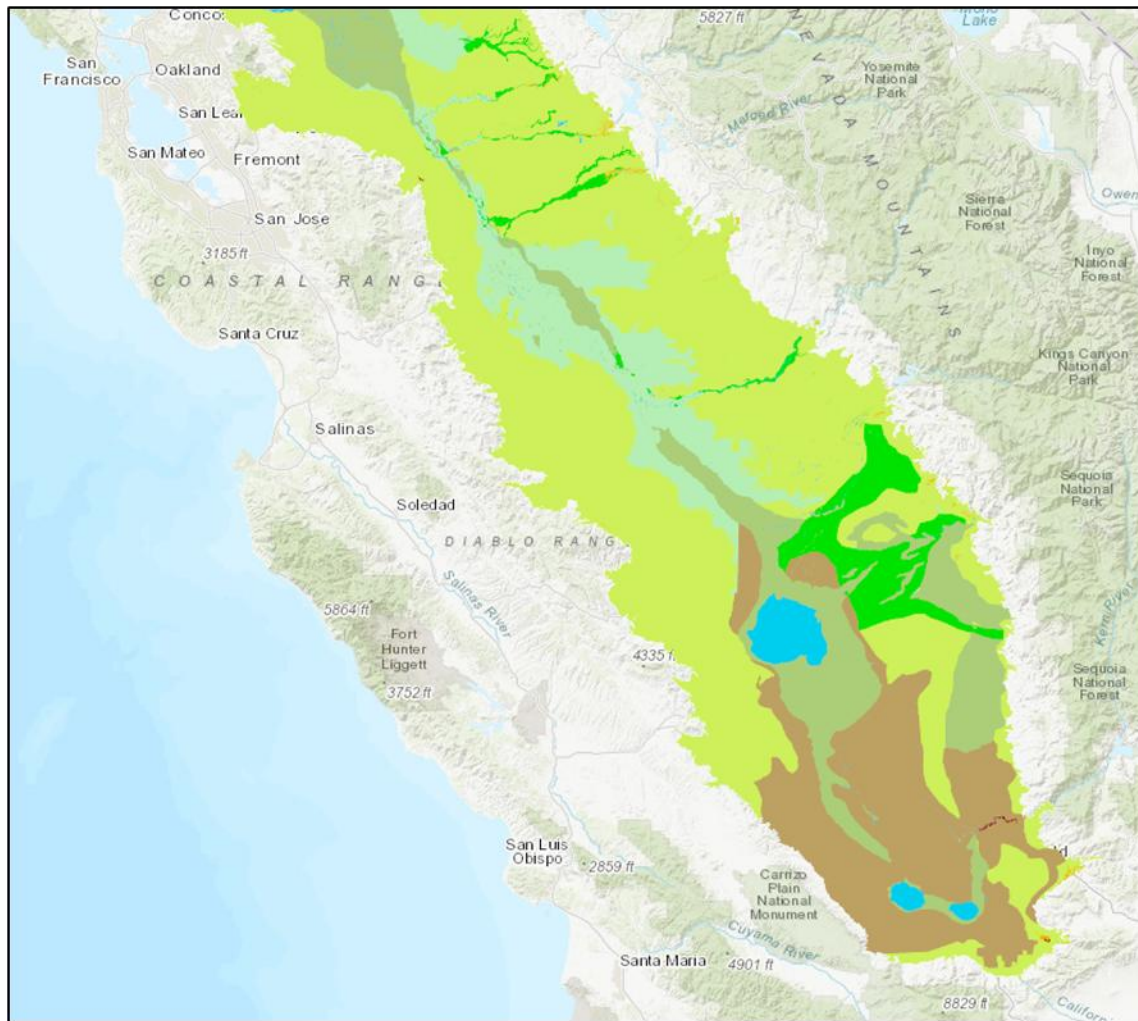 5827 ft
Mono
Lake
San
Francisco
Oakland
San Lea
San Mateo
Fremont
San Jose
3185 ft
COASTAL RANG
Santa Cruz
Yosemite
National
Park
Merced River
NEVADA MOUNTAINS
Owen
Sierra
National
Forest
Inyo
National
Forest
Kings Canyon
National
Park
Salinas
Soledad
DIABLO RANG
Sequoia
National
Park
Salinas River
5864 ft
Fort
Hunter
Liggett
3752 ft
4335 f
Kern River
Sequoia
National
Forest
San Luis
Obispo
2859 ft
Carrizo
Plain
National
Monument
Cuyama River
Santa Maria
4901 ft
8829 ft
Californi